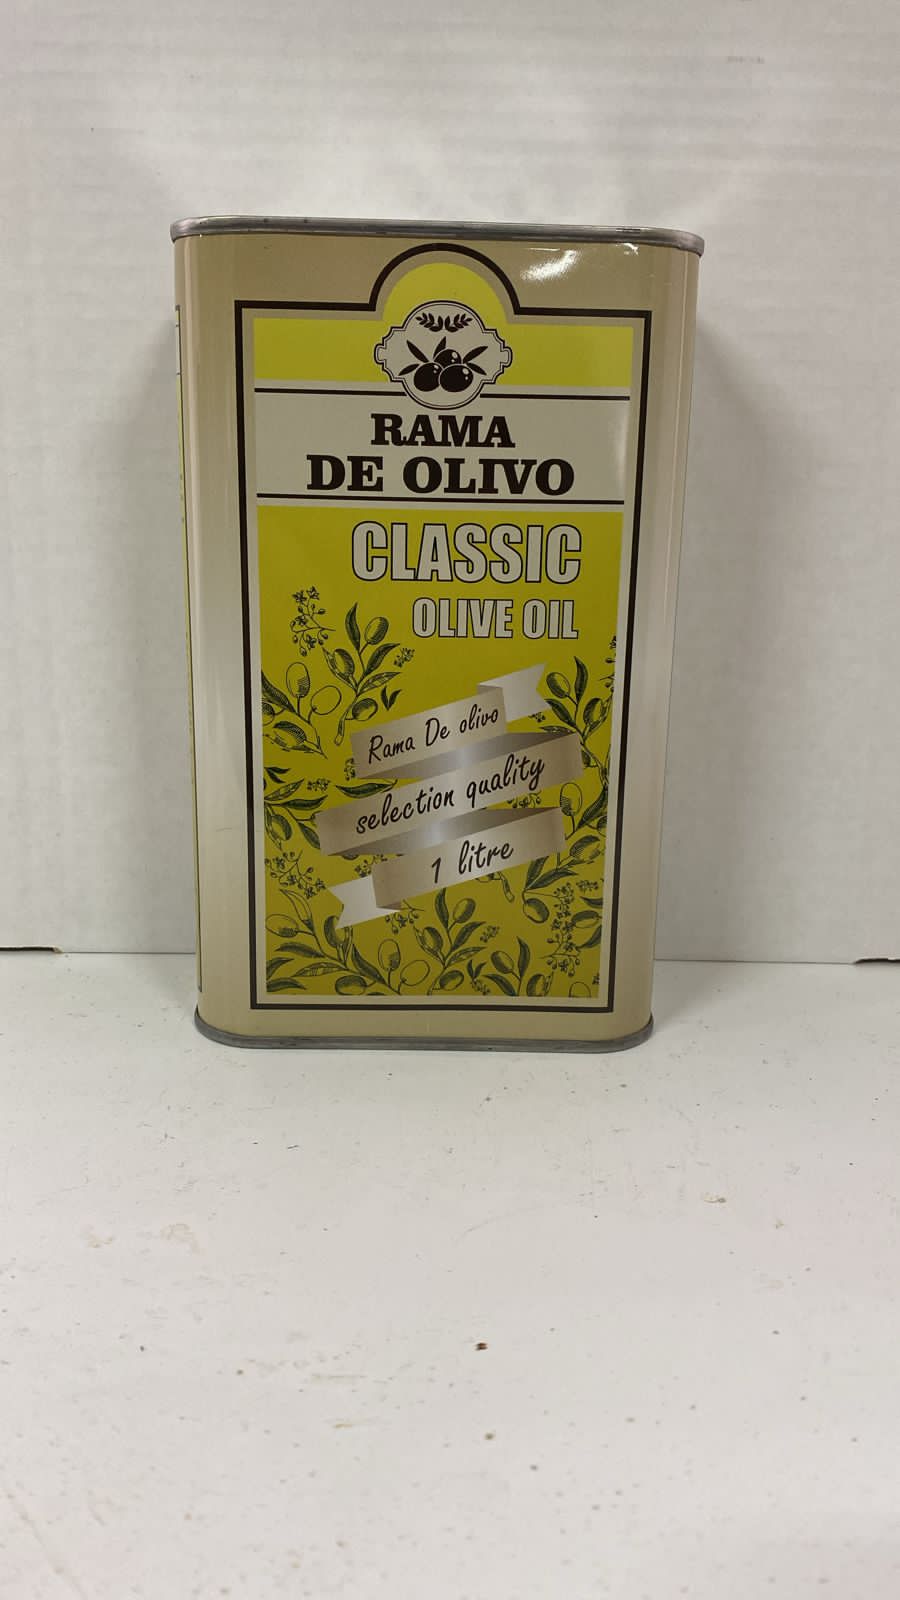 RAMA
DE OLIVO
CLASSIC
OLIVE OIL
Rama De olivo
selection quality
1 litre